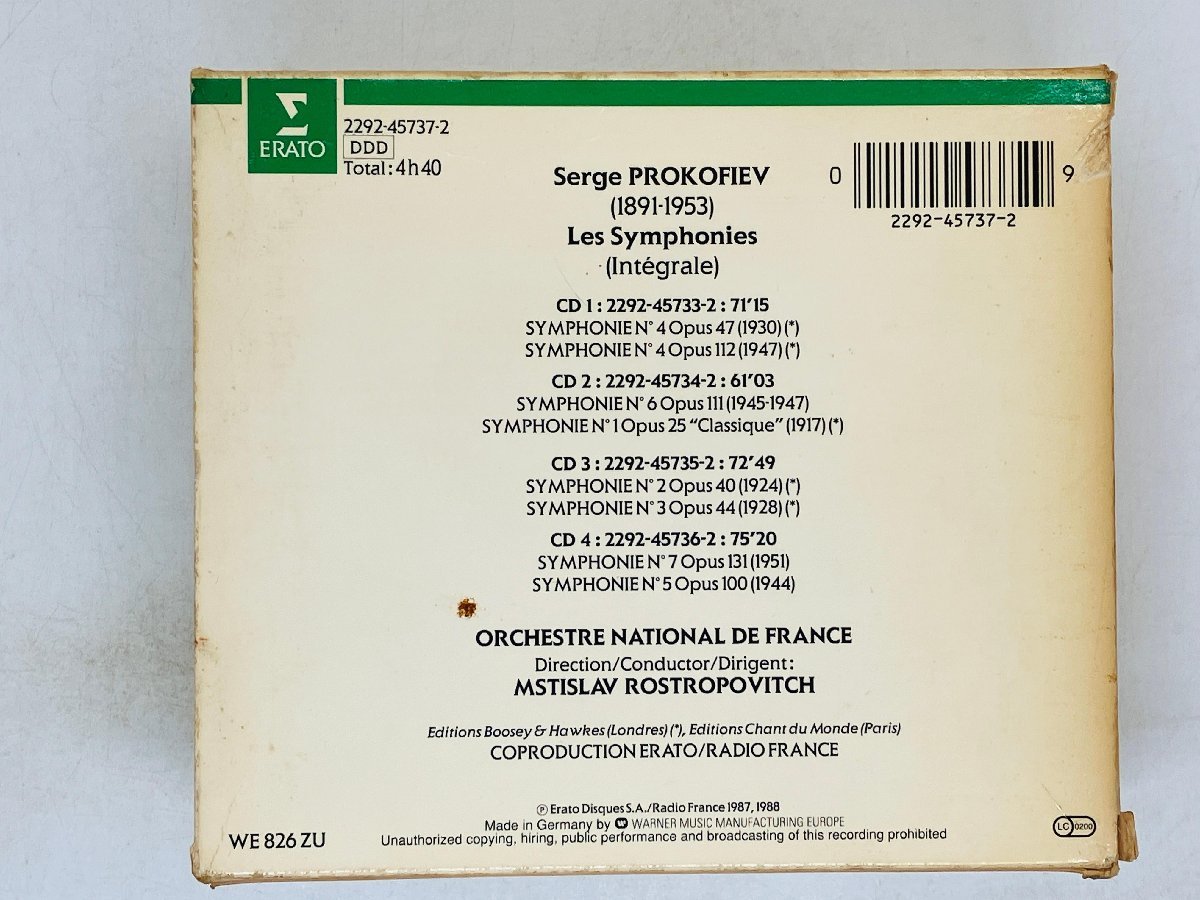 Σ
ERATO
2292-45737-2
DDD
Total: 4h40
0 9
2292-45737-2
Serge PROKOFIEV
(1891-1953)
Les Symphonies
(Intégrale)
CD 1 : 2292-45733-2 : 71'15
SYMPHONIE N° 4 Opus 47 (1930) (*)
SYMPHONIE N° 4 Opus 112 (1947) (*)
CD 2 : 2292-45734-2 : 61'03
SYMPHONIE N° 6 Opus 111 (1945-1947)
SYMPHONIE N° 1 Opus 25 “Classique” (1917) (*)
CD 3 : 2292-45735-2 : 72'49
SYMPHONIE N° 2 Opus 40 (1924) (*)
SYMPHONIE N° 3 Opus 44 (1928) (*)
CD 4 : 2292-45736-2 : 75'20
SYMPHONIE N° 7 Opus 131 (1951)
SYMPHONIE N° 5 Opus 100 (1944)
ORCHESTRE NATIONAL DE FRANCE
Direction/Conductor/Dirigent:
MSTISLAV ROSTROPOVITCH
Editions Boosey & Hawkes (Londres) (*), Editions Chant du Monde (Paris)
COPRODUCTION ERATO/RADIO FRANCE
℗ Erato Disques S.A./Radio France 1987, 1988
Made in Germany by WARNER MUSIC MANUFACTURING EUROPE
Unauthorized copying, hiring, public performance and broadcasting of this recording prohibited
WE 826 ZU
LC 0200